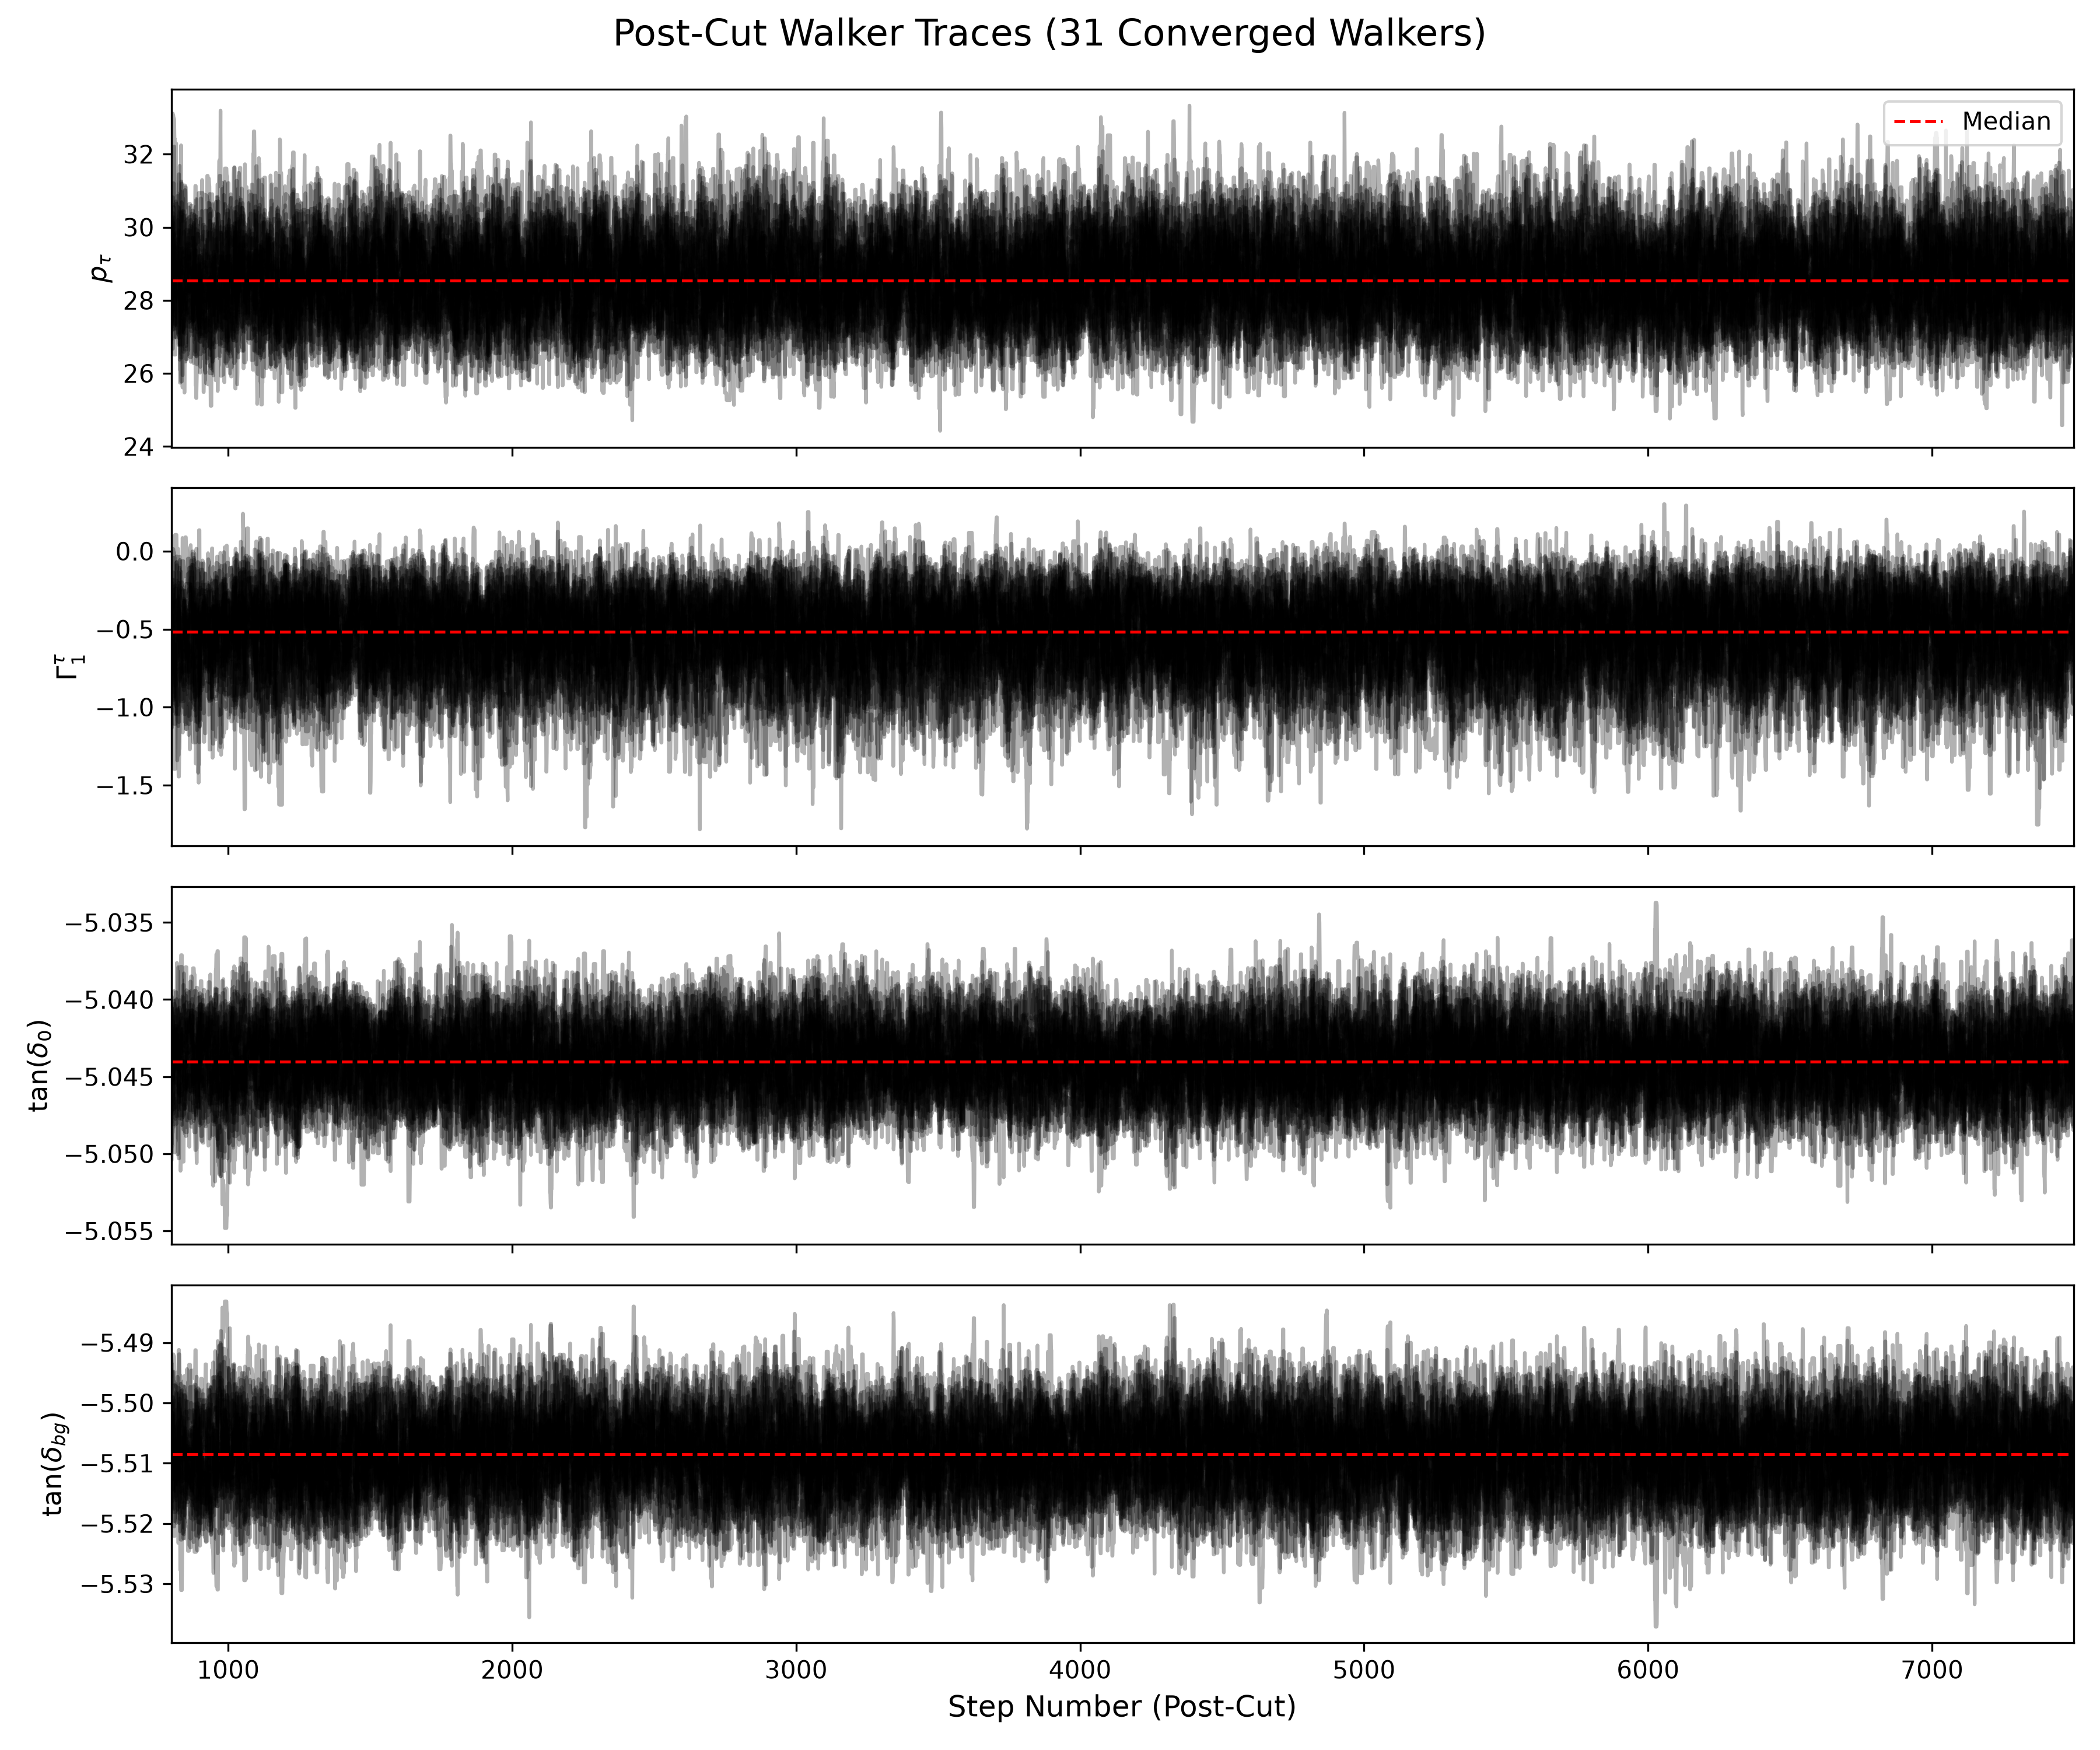 Post-Cut Walker Traces (31 Converged Walkers)
Median
32
30
28
26
24
p_τ
0.0
−0.5
−1.0
−1.5
Γ₁^τ
−5.035
−5.040
−5.045
−5.050
−5.055
tan(δ₀)
−5.49
−5.50
−5.51
−5.52
−5.53
tan(δ_bg)
1000 2000 3000 4000 5000 6000 7000
Step Number (Post-Cut)